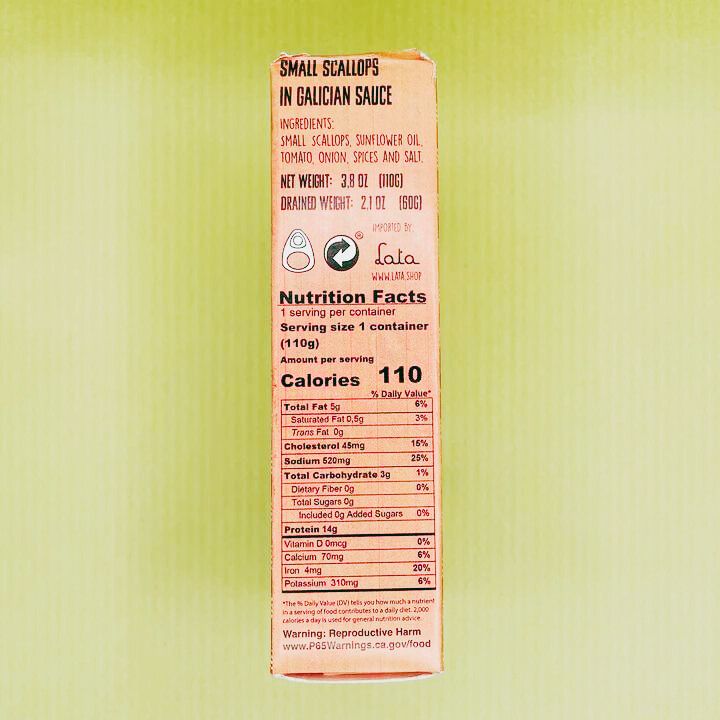 SMALL SCALLOPS
IN GALICIAN SAUCE
INGREDIENTS:
SMALL SCALLOPS, SUNFLOWER OIL,
TOMATO, ONION, SPICES AND SALT.
NET WEIGHT: 3,8 OZ (110G)
DRAINED WEIGHT: 2,1 OZ (60G)
IMPORTED BY:
®
Lata
WWW.LATA.SHOP
Nutrition Facts
1 serving per container
Serving size 1 container
(110g)
Amount per serving
Calories 110
% Daily Value*
Total Fat 5g 6%
Saturated Fat 0,5g 3%
Trans Fat 0g
Cholesterol 45mg 15%
Sodium 520mg 25%
Total Carbohydrate 3g 1%
Dietary Fiber 0g 0%
Total Sugars 0g
Included 0g Added Sugars 0%
Protein 14g
Vitamin D 0mcg 0%
Calcium 70mg 6%
Iron 4mg 20%
Potassium 310mg 6%
*The % Daily Value (DV) tells you how much a nutrient
in a serving of food contributes to a daily diet. 2,000
calories a day is used for general nutrition advice.
Warning: Reproductive Harm
www.P65Warnings.ca.gov/food